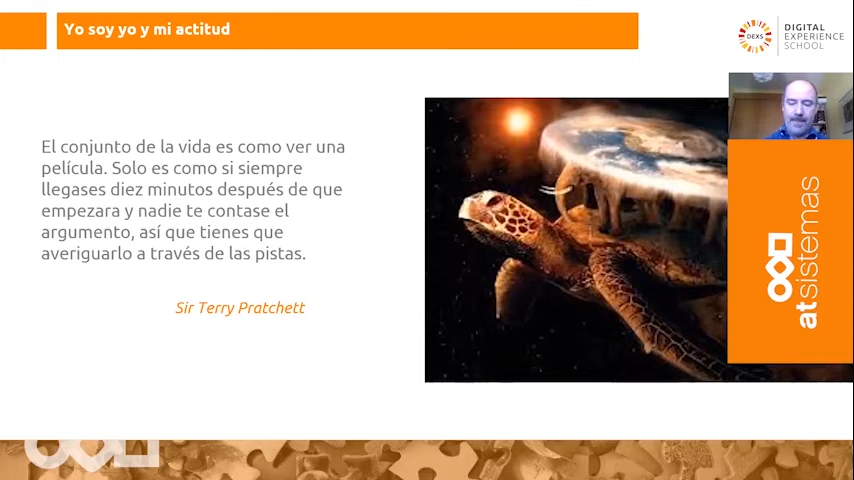 Yo soy yo y mi actitud
DEXS
DIGITAL
EXPERIENCE
SCHOOL
El conjunto de la vida es como ver una
película. Solo es como si siempre
llegases diez minutos después de que
empezara y nadie te contase el
argumento, así que tienes que
averiguarlo a través de las pistas.
Sir Terry Pratchett
atsistemas